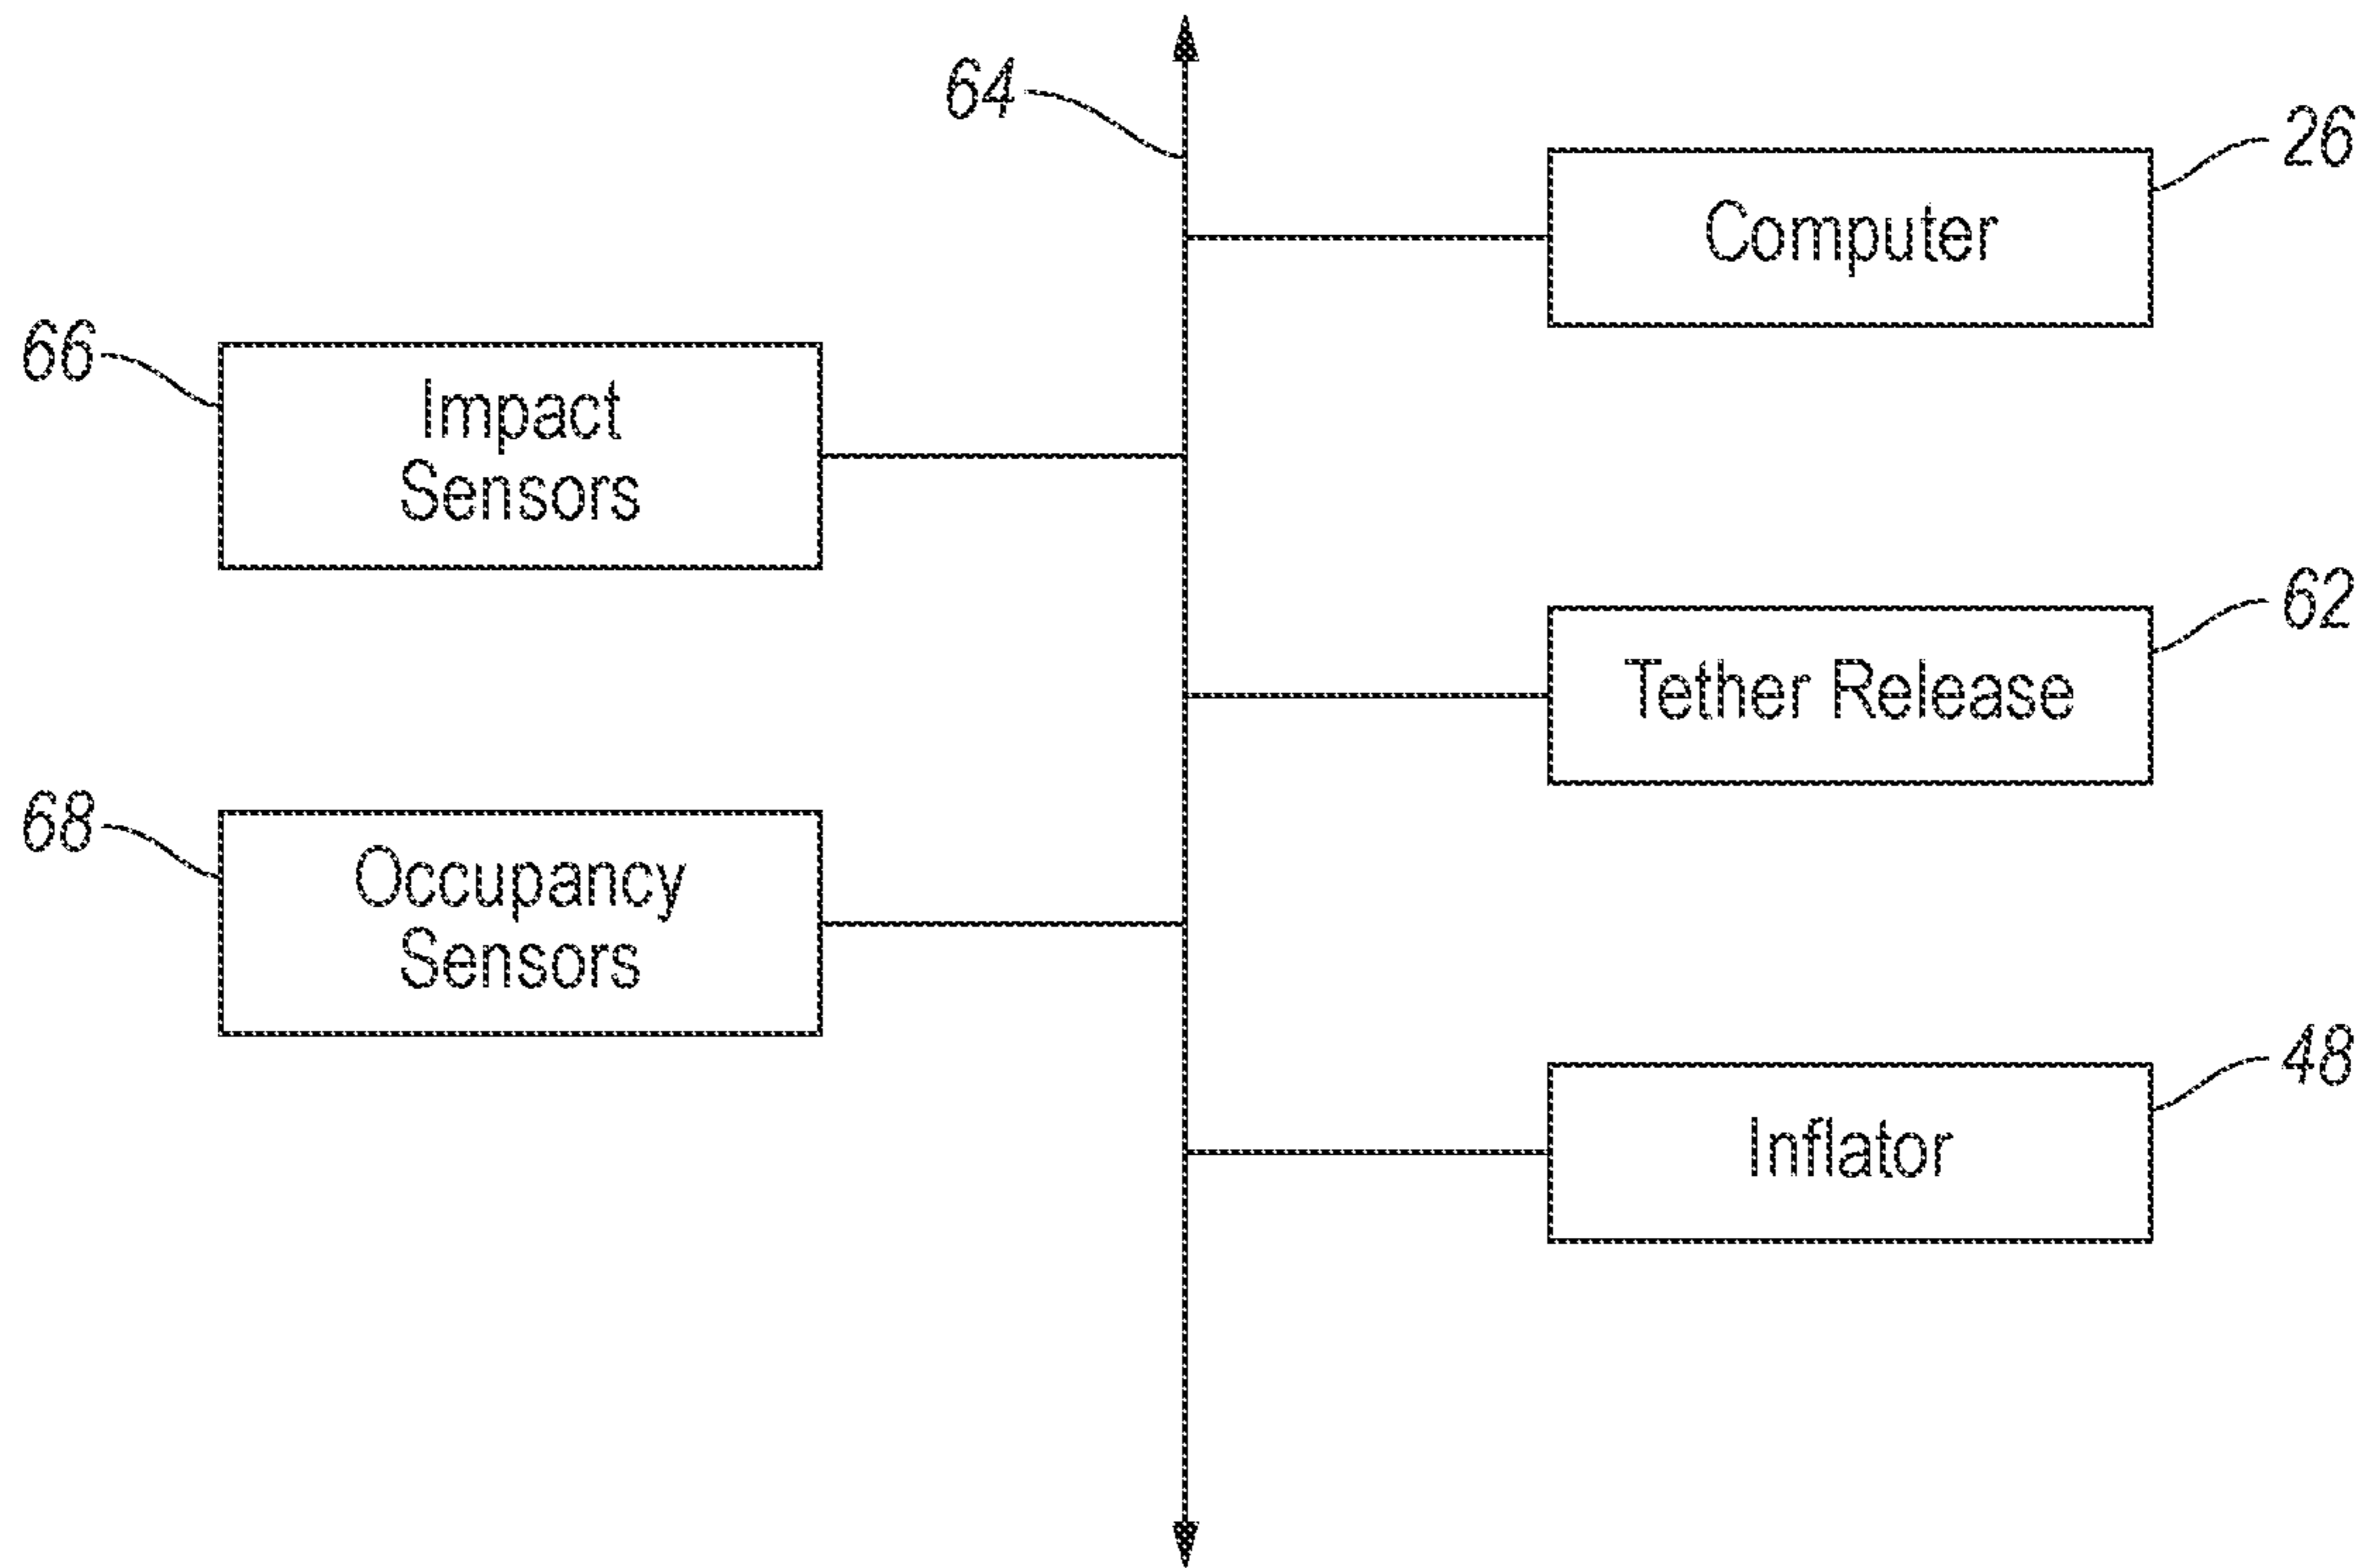 64
26
Computer
66
Impact
Sensors
62
Tether Release
68
Occupancy
Sensors
48
Inflator